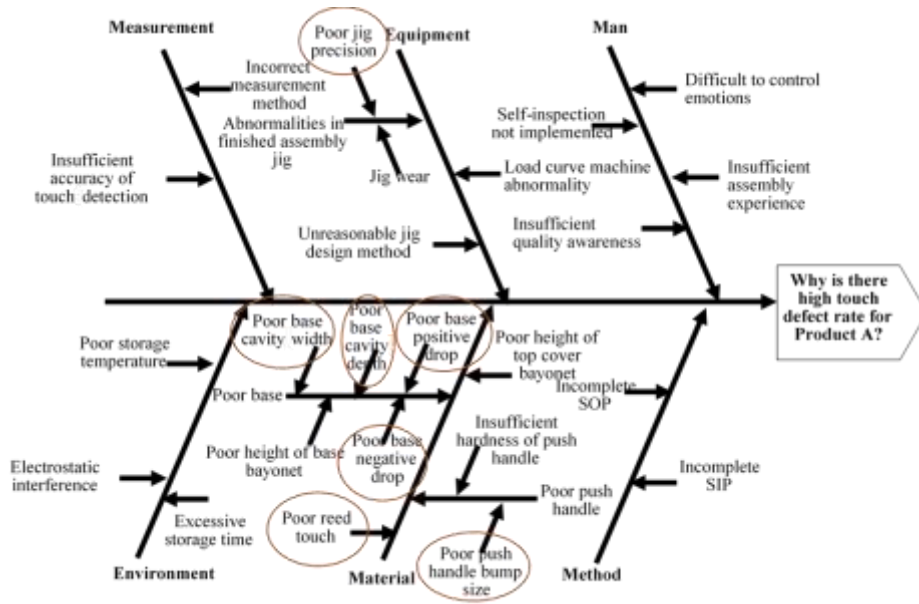 Measurement
Poor jig
precision
Equipment
Man
Incorrect
measurement
method
Abnormalities in
finished assembly
jig
Jig wear
Insufficient
accuracy of
touch detection
Self-inspection
not implemented
Difficult to control
emotions
Load curve machine
abnormality
Insufficient
assembly
experience
Unreasonable jig
design method
Insufficient
quality awareness
Why is there
high touch
defect rate for
Product A?
Poor storage
temperature
Poor base
cavity width
Poor
base
cavity
depth
Poor base
positive
drop
Poor height of
top cover
bayonet
Incomplete
SOP
Poor base
Poor height of base
bayonet
Poor base
negative
drop
Insufficient
hardness of push
handle
Electrostatic
interference
Excessive
storage time
Poor reed
touch
Poor push
handle
Poor push
handle bump
size
Incomplete
SIP
Environment
Material
Method